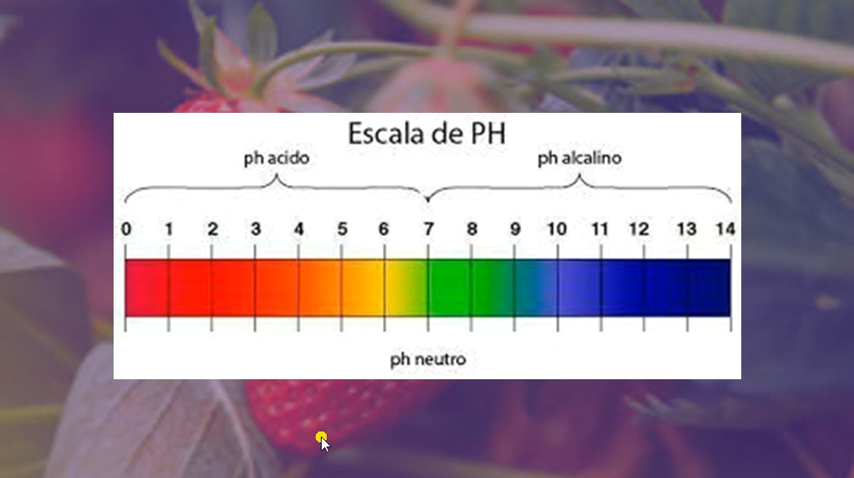 Escala de PH
ph acido ph alcalino
0 1 2 3 4 5 6 7 8 9 10 11 12 13 14
ph neutro